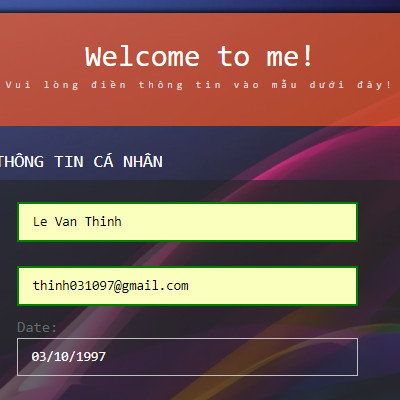 Welcome to me!
Vui lòng điền thông tin vào mẫu dưới đây!
THÔNG TIN CÁ NHÂN
Le Van Thinh
thinh031097@gmail.com
Date:
03/10/1997